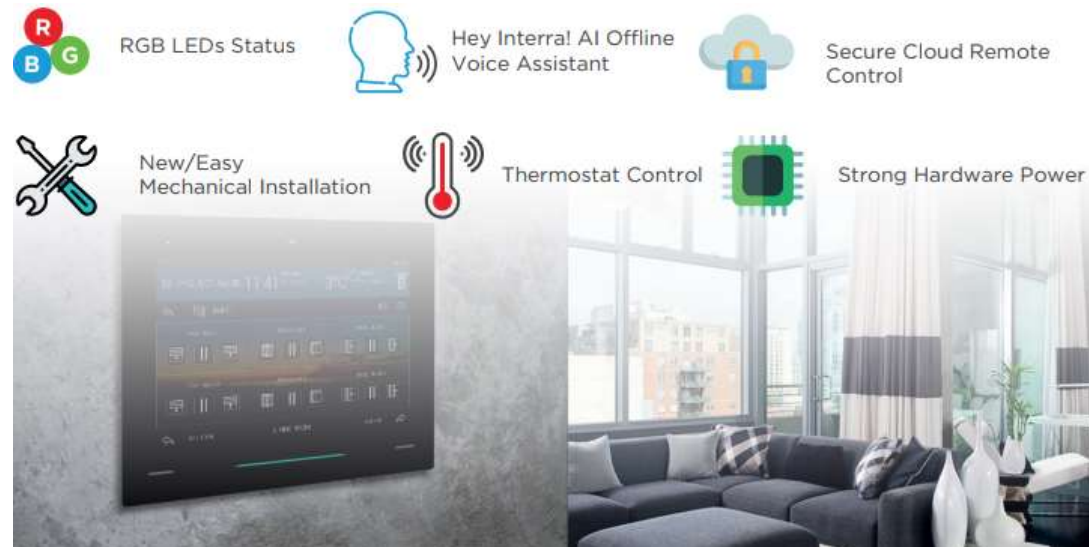 R
B G
RGB LEDs Status
Hey Interra! AI Offline
Voice Assistant
Secure Cloud Remote
Control
New/Easy
Mechanical Installation
Thermostat Control
Strong Hardware Power